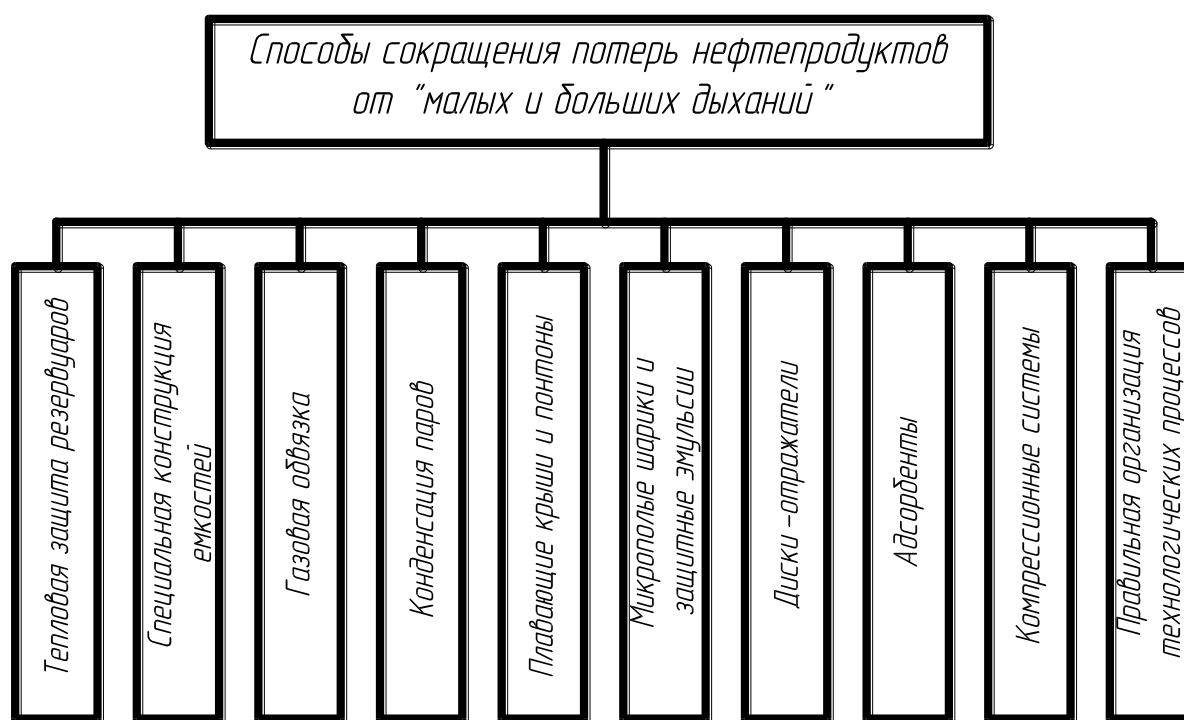 Способы сокращения потерь нефтепродуктов
от "малых и больших дыханий"
Тепловая защита резервуаров
Специальная конструкция
емкостей
Газовая обвязка
Конденсация паров
Плавающие крыши и понтоны
Микрополые шарики и
защитные эмульсии
Диски-отражатели
Адсорбенты
Компрессионные системы
Правильная организация
технологических процессов